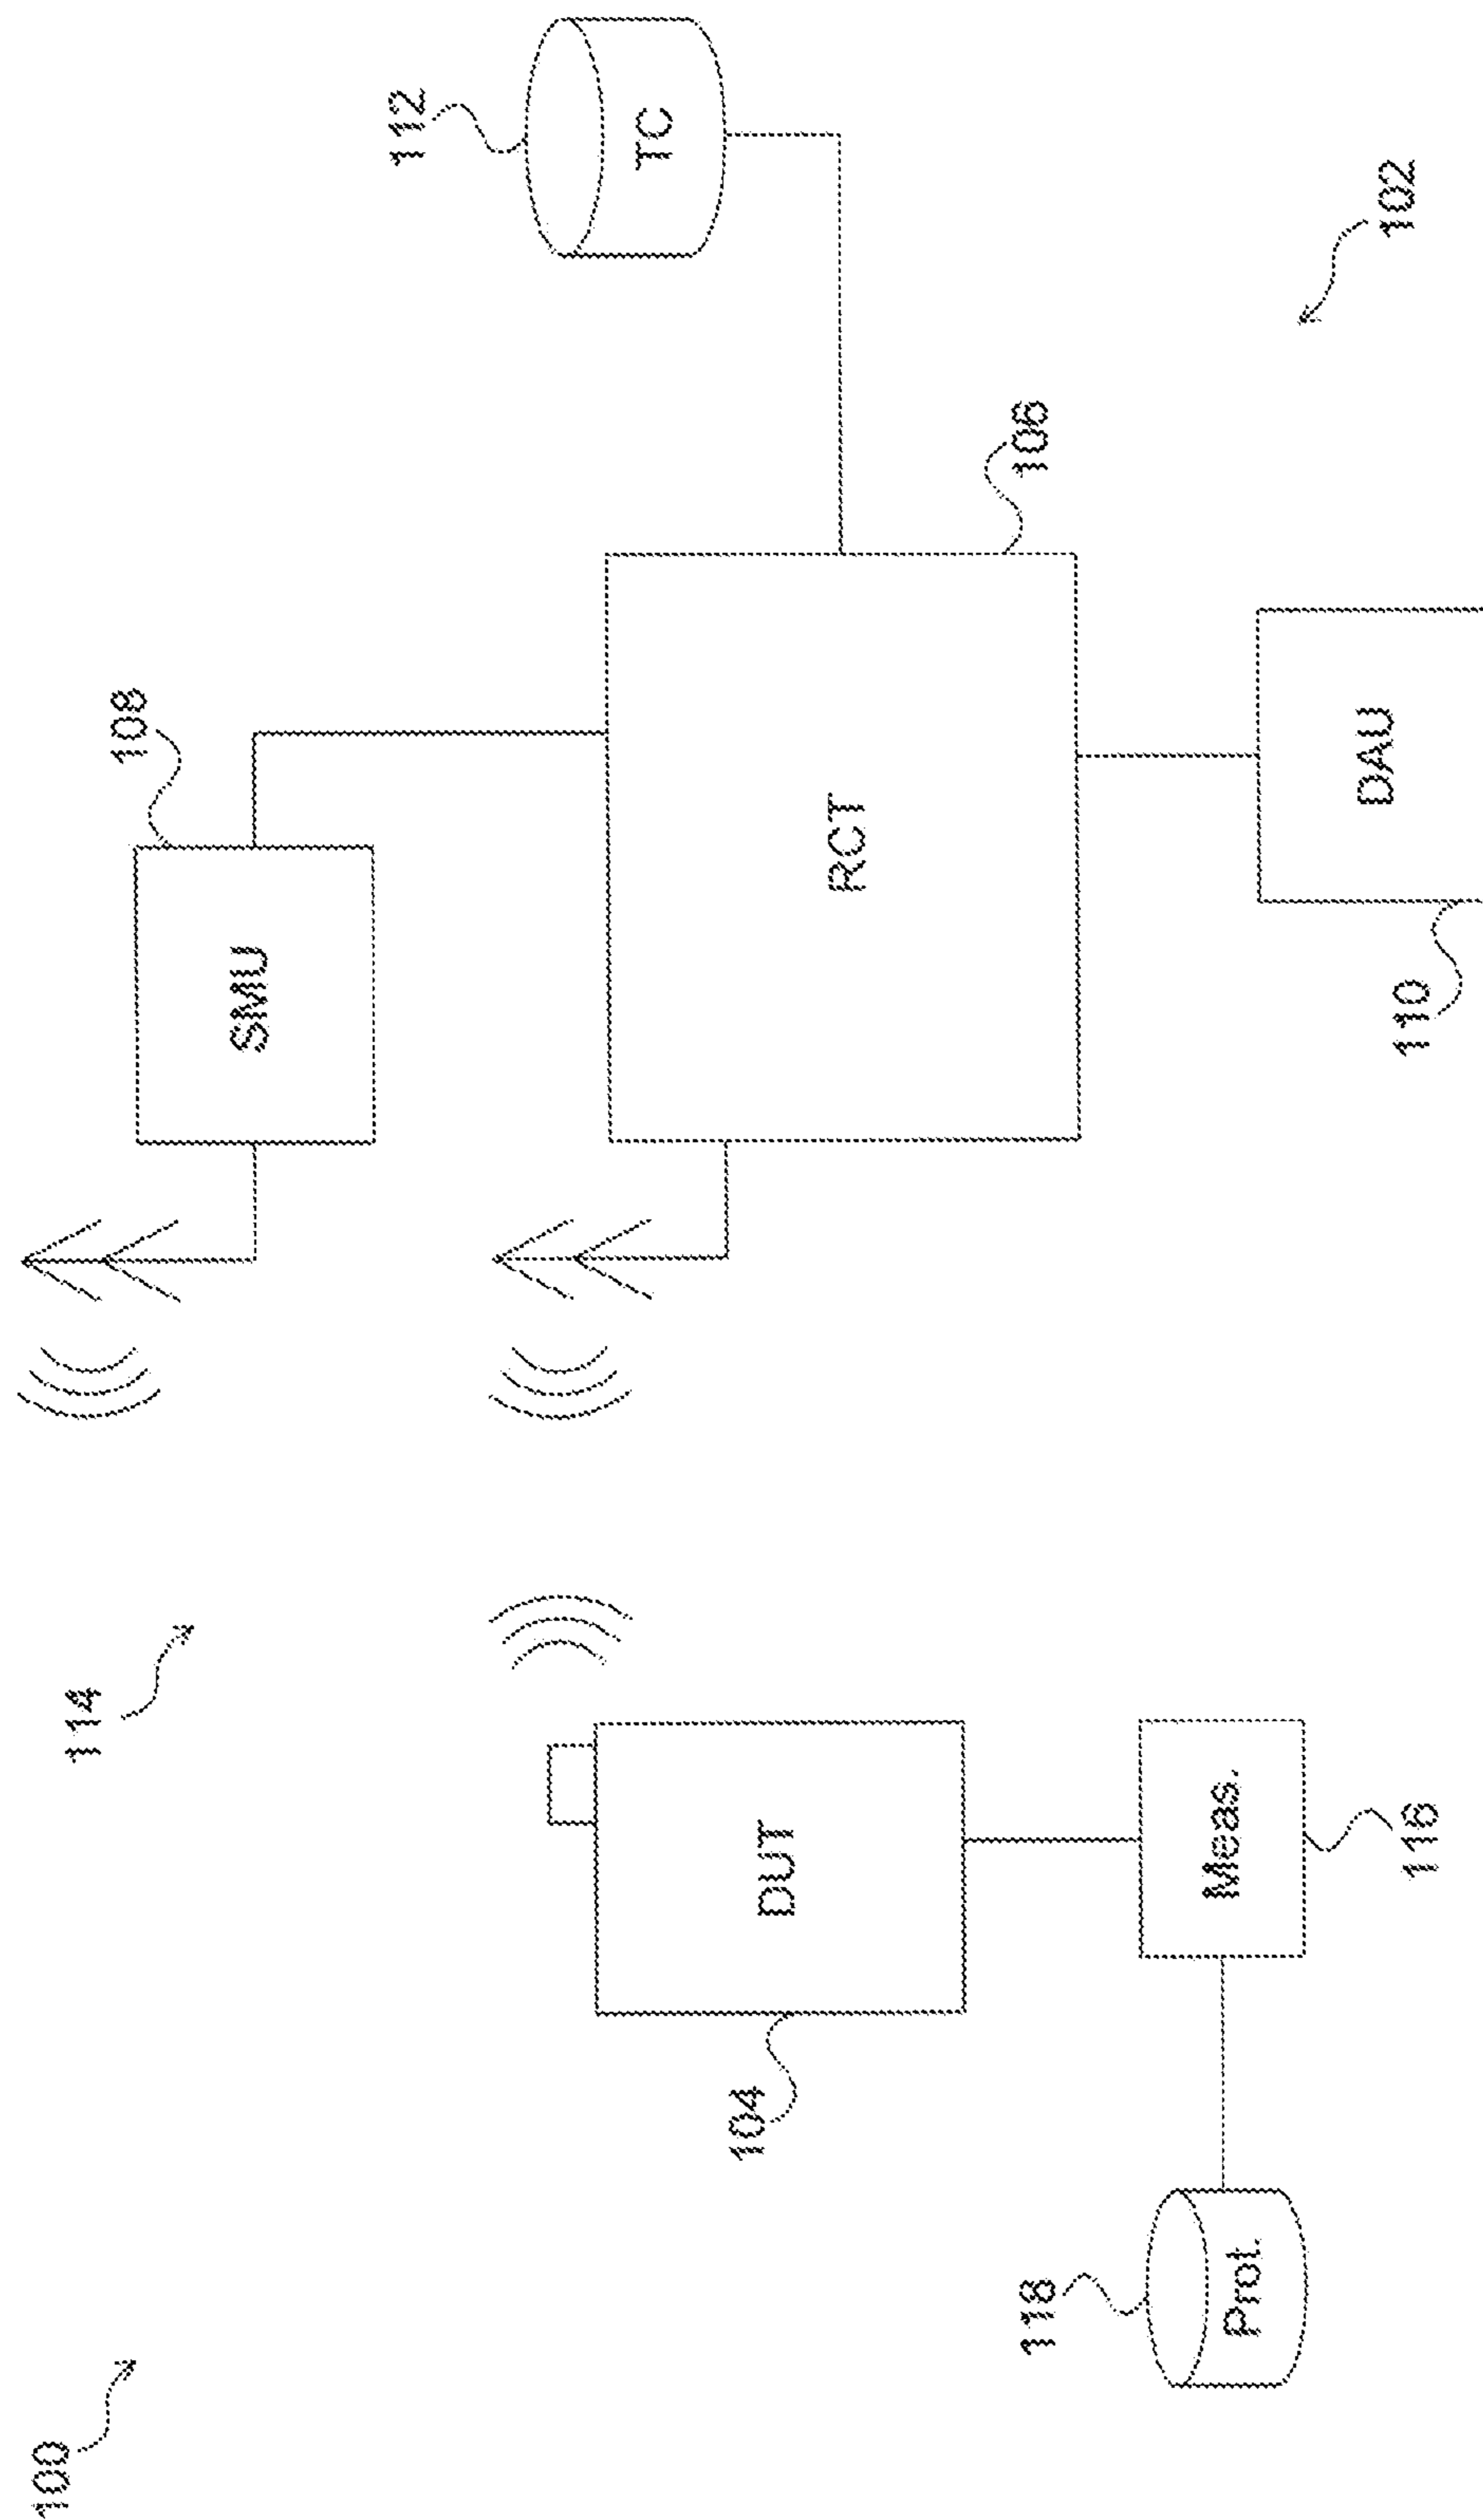 100
114
108
SMU
112
TC
104
DUT
RCT
106
118
Prot.
Meas.
116
110
DAU
102